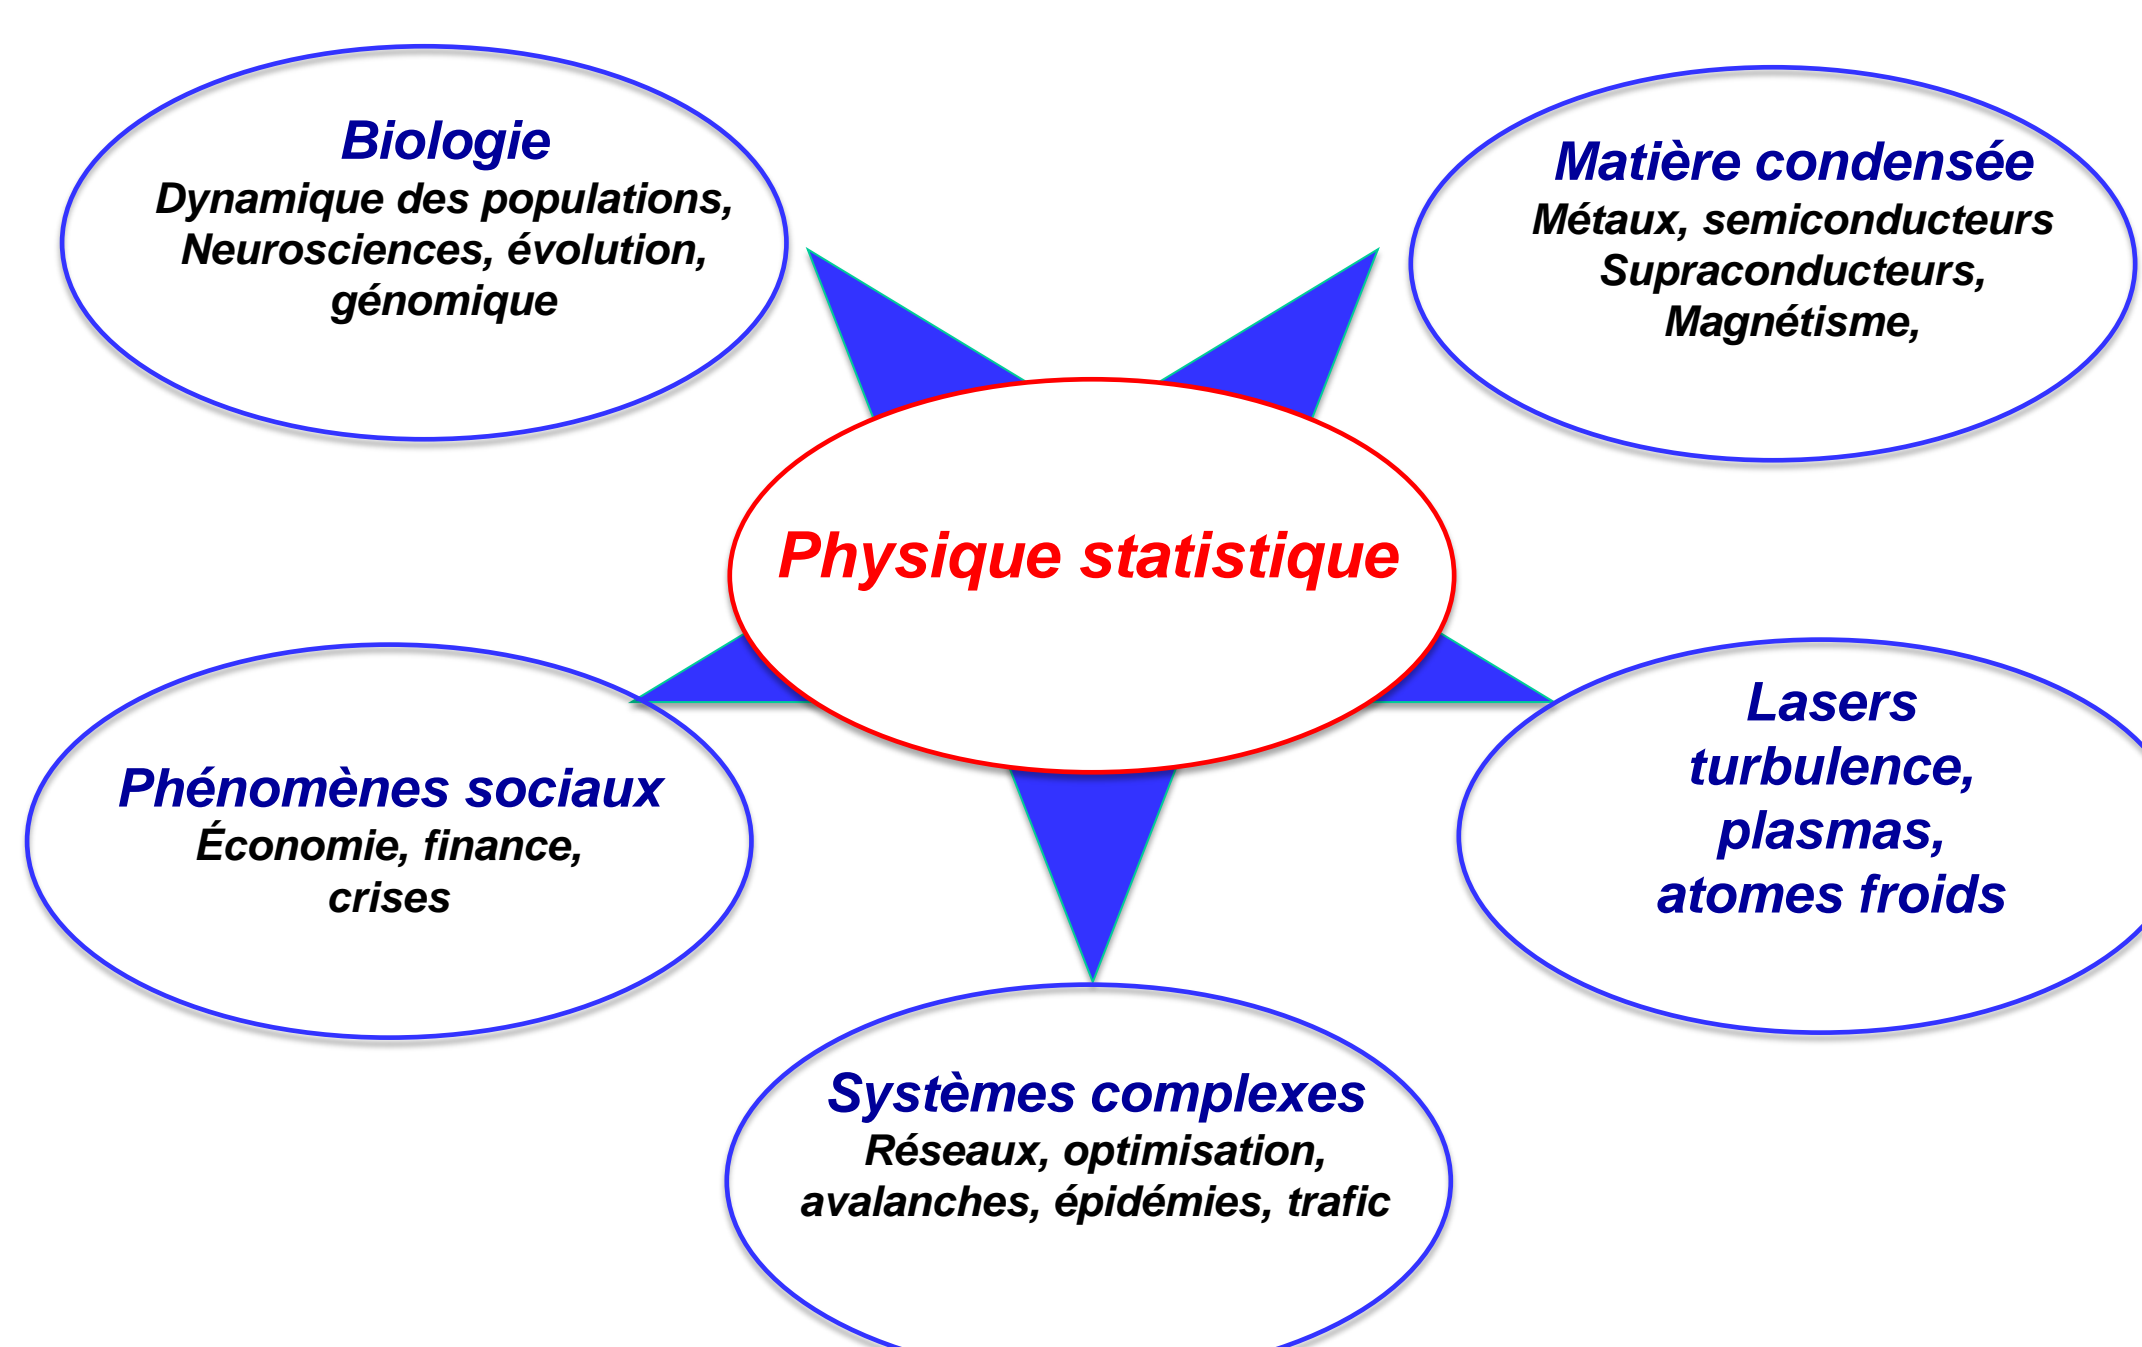 Biologie
Dynamique des populations,
Neurosciences, évolution,
génomique
Matière condensée
Métaux, semiconducteurs
Supraconducteurs,
Magnétisme,
Physique statistique
Phénomènes sociaux
Économie, finance,
crises
Lasers
turbulence,
plasmas,
atomes froids
Systèmes complexes
Réseaux, optimisation,
avalanches, épidémies, trafic